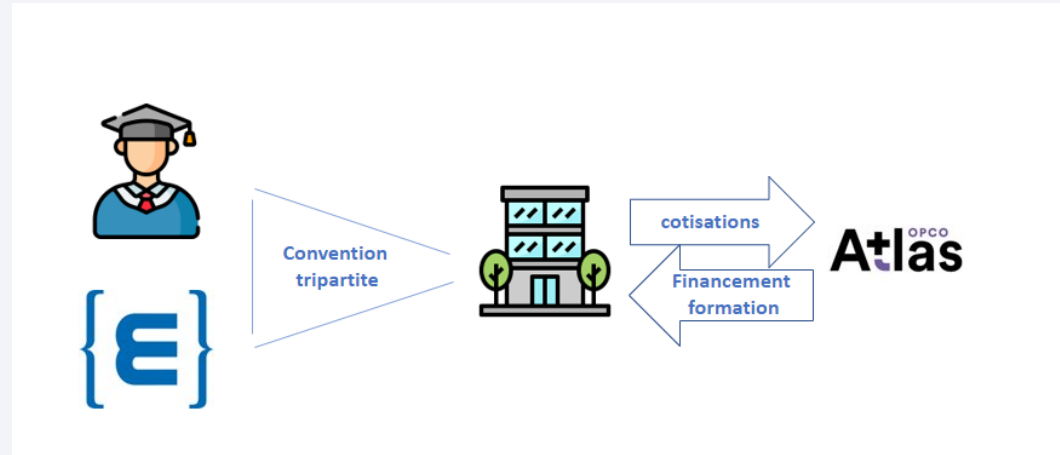 Convention
tripartite
cotisations
Financement
formation
OPCO
Atlas
{E}